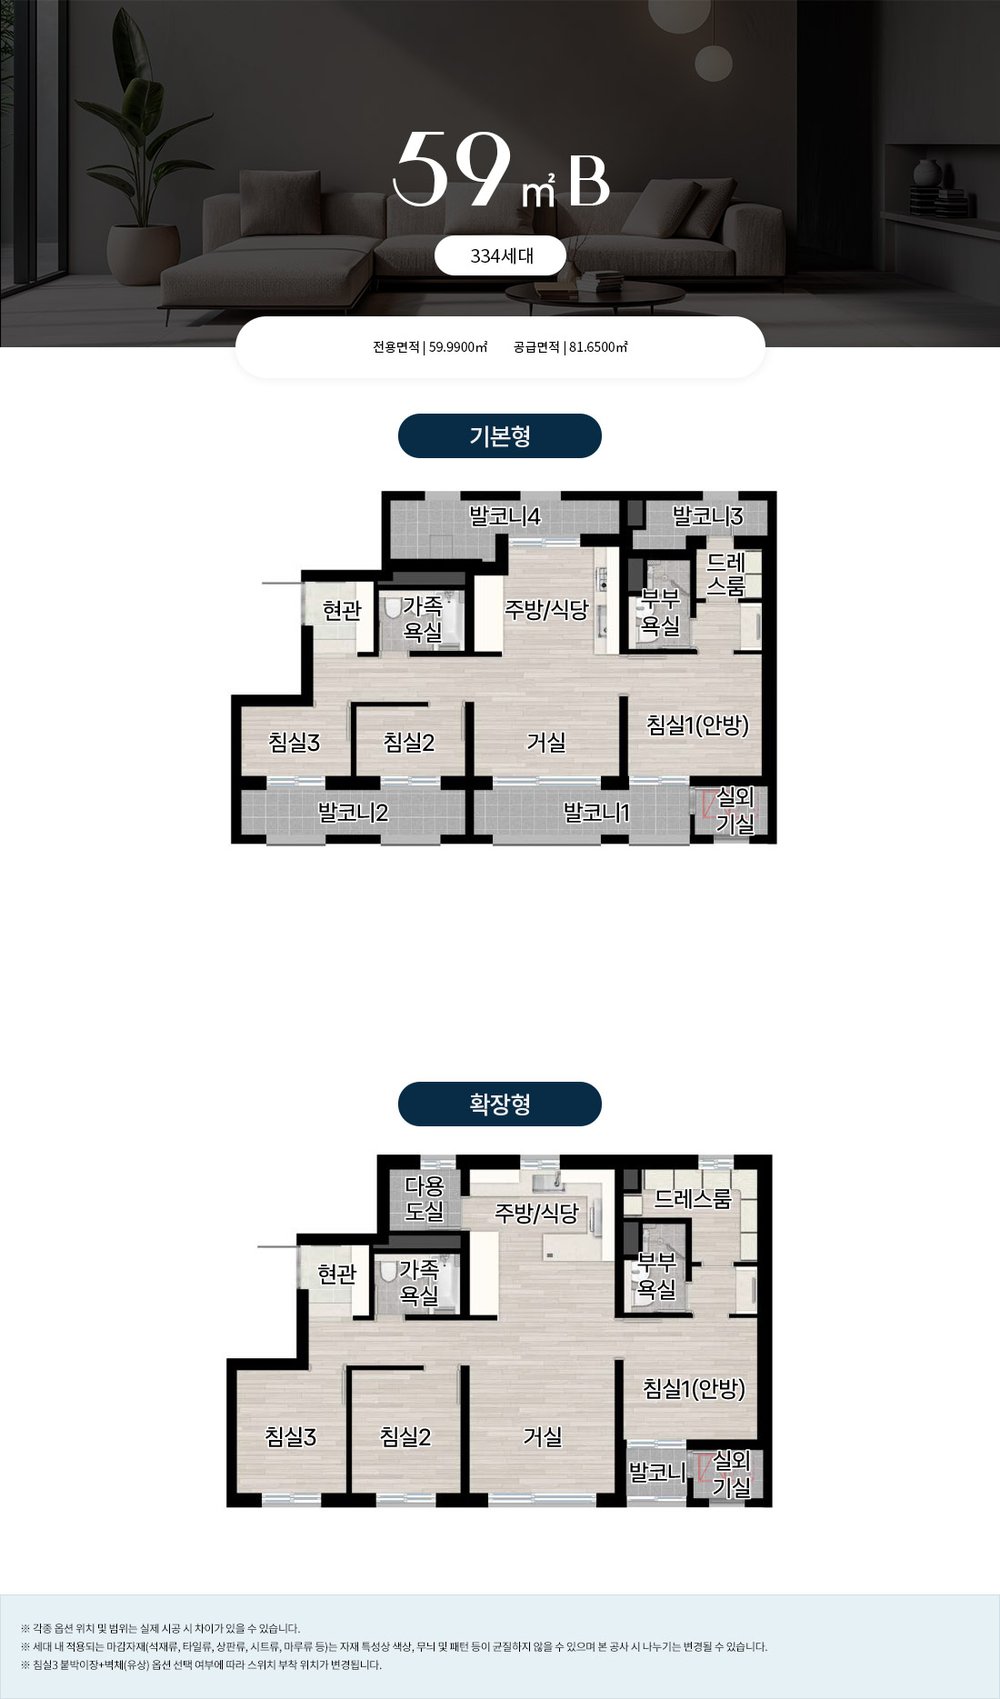 59㎡ B
334세대
전용면적 | 59.9900㎡ 공급면적 | 81.6500㎡
기본형
발코니4
발코니3
드레
스룸
현관
가족
욕실
주방/식당
부부
욕실
침실3
침실2
거실
침실1(안방)
발코니2
발코니1
실외
기실
확장형
다용
도실
주방/식당
드레스룸
현관
가족
욕실
부부
욕실
침실3
침실2
거실
침실1(안방)
발코니
실외
기실
※ 각종 옵션 위치 및 범위는 실제 시공 시 차이가 있을 수 있습니다.
※ 세대 내 적용되는 마감자재(석재류, 타일류, 상판류, 시트류, 마루류 등)는 자재 특성상 색상, 무늬 및 패턴 등이 균질하지 않을 수 있으며 본 공사 시 나누기는 변경될 수 있습니다.
※ 침실3 붙박이장+벽체(유상) 옵션 선택 여부에 따라 스위치 부착 위치가 변경됩니다.